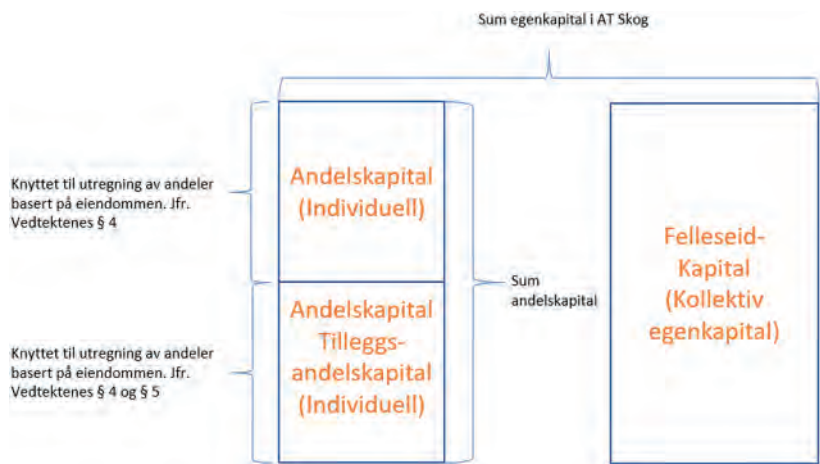 Sum egenkapital i AT Skog
Knyttet til utregning av andeler
basert på eiendommen. Jfr.
Vedtektenes § 4
Andelskapital
(Individuell)
Andelskapital
Tilleggs-
andelskapital
(Individuell)
Knyttet til utregning av andeler
basert på eiendommen. Jfr.
Vedtektenes § 4 og § 5
Sum
andelskapital
Felleseid-
Kapital
(Kollektiv
egenkapital)